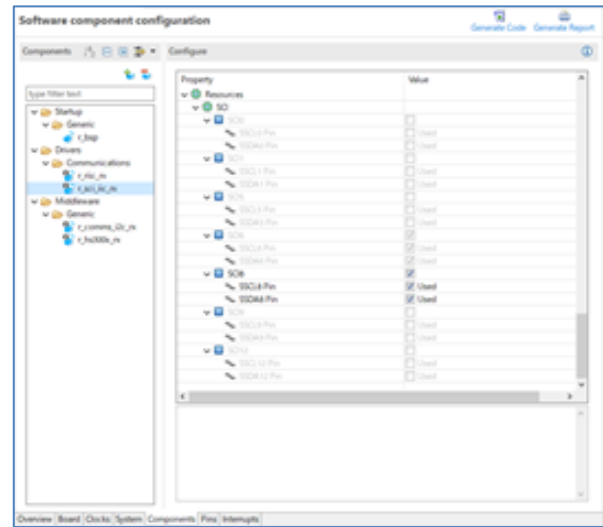 Software component configuration
Generate Code Generate Report
Components Configure
type filter text
Startup
Generic
r_bsp
Drivers
Communications
r_riic_rx
r_sci_iic_rx
Middleware
Generic
r_comms_i2c_rx
r_hs300x_rx
Property Value
Resources
SCI
SCI0
SSCL0 Pin Used
SSDA0 Pin Used
SCI1
SSCL1 Pin Used
SSDA1 Pin Used
SCI5
SSCL5 Pin Used
SSDA5 Pin Used
SCI6
SSCL6 Pin Used
SSDA6 Pin Used
SCI8
SSCL8 Pin Used
SSDA8 Pin Used
SCI9
SSCL9 Pin Used
SSDA9 Pin Used
SCI12
SSCL12 Pin Used
SSDA12 Pin Used
Overview Board Clocks System Components Pins Interrupts